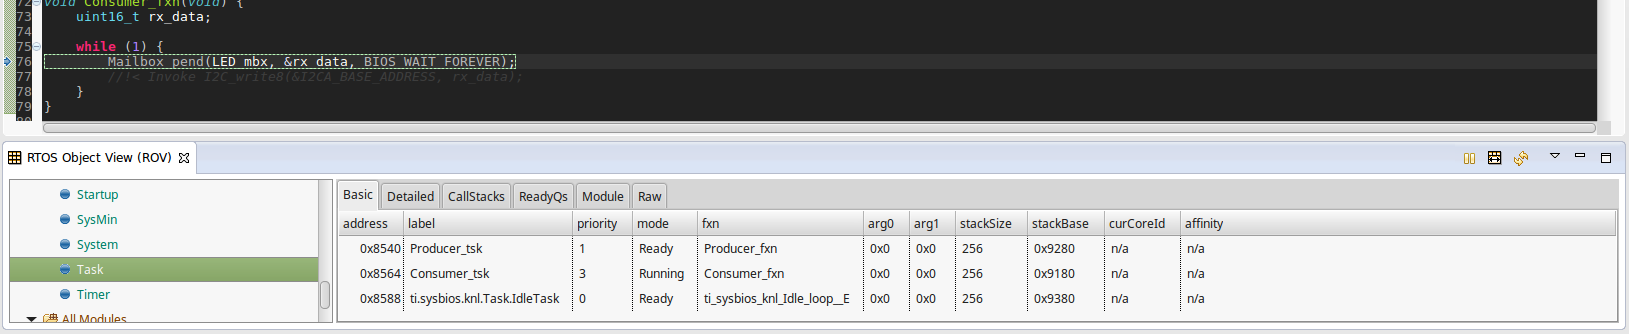 72 void Consumer_fxn(void) {
73 uint16_t rx_data;
74
75 while (1) {
76 Mailbox_pend(LED_mbx, &rx_data, BIOS_WAIT_FOREVER);
77 //!< Invoke I2C_write8(&I2CA_BASE_ADDRESS, rx_data);
78 }
79 }
80
RTOS Object View (ROV)
Startup
SysMin
System
Task
Timer
All Modules
Basic Detailed CallStacks ReadyQs Module Raw
address label priority mode fxn arg0 arg1 stackSize stackBase curCoreId affinity
0x8540 Producer_tsk 1 Ready Producer_fxn 0x0 0x0 256 0x9280 n/a n/a
0x8564 Consumer_tsk 3 Running Consumer_fxn 0x0 0x0 256 0x9180 n/a n/a
0x8588 ti.sysbios.knl.Task.IdleTask 0 Ready ti_sysbios_knl_Idle_loop__E 0x0 0x0 256 0x9380 n/a n/a